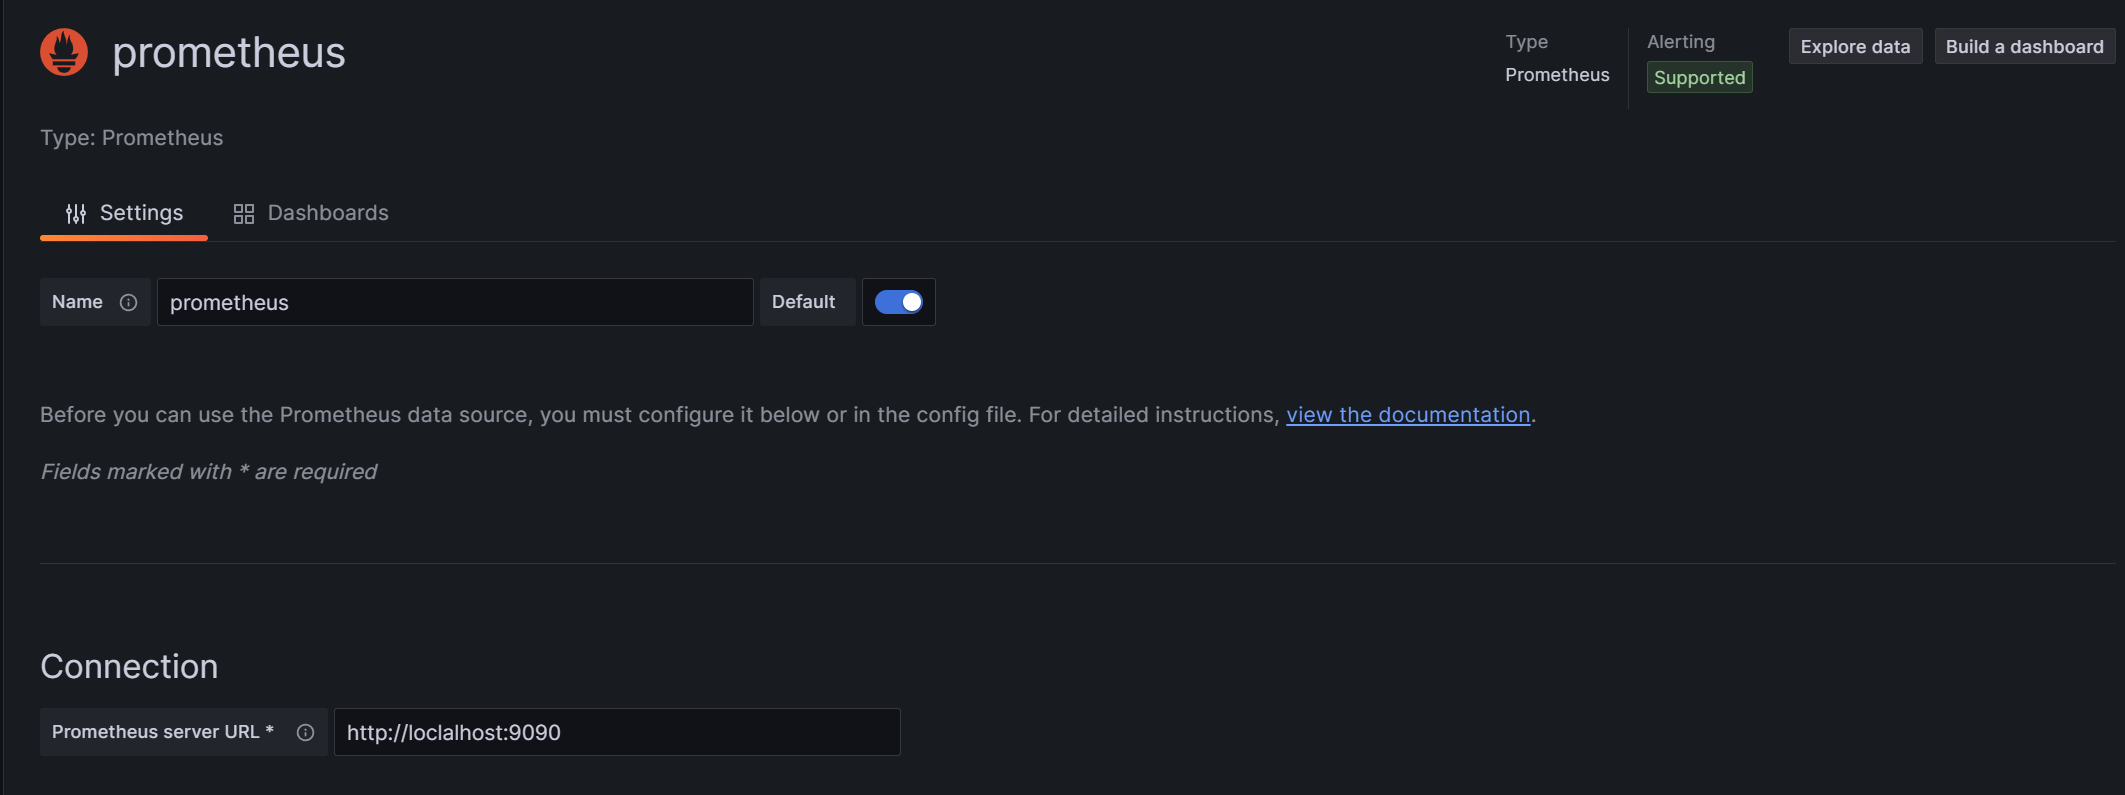 prometheus
Type
Prometheus
Alerting
Supported
Explore data
Build a dashboard
Type: Prometheus
Settings
Dashboards
Name
prometheus
Default
Before you can use the Prometheus data source, you must configure it below or in the config file. For detailed instructions, view the documentation.
Fields marked with * are required
Connection
Prometheus server URL *
http://loclalhost:9090